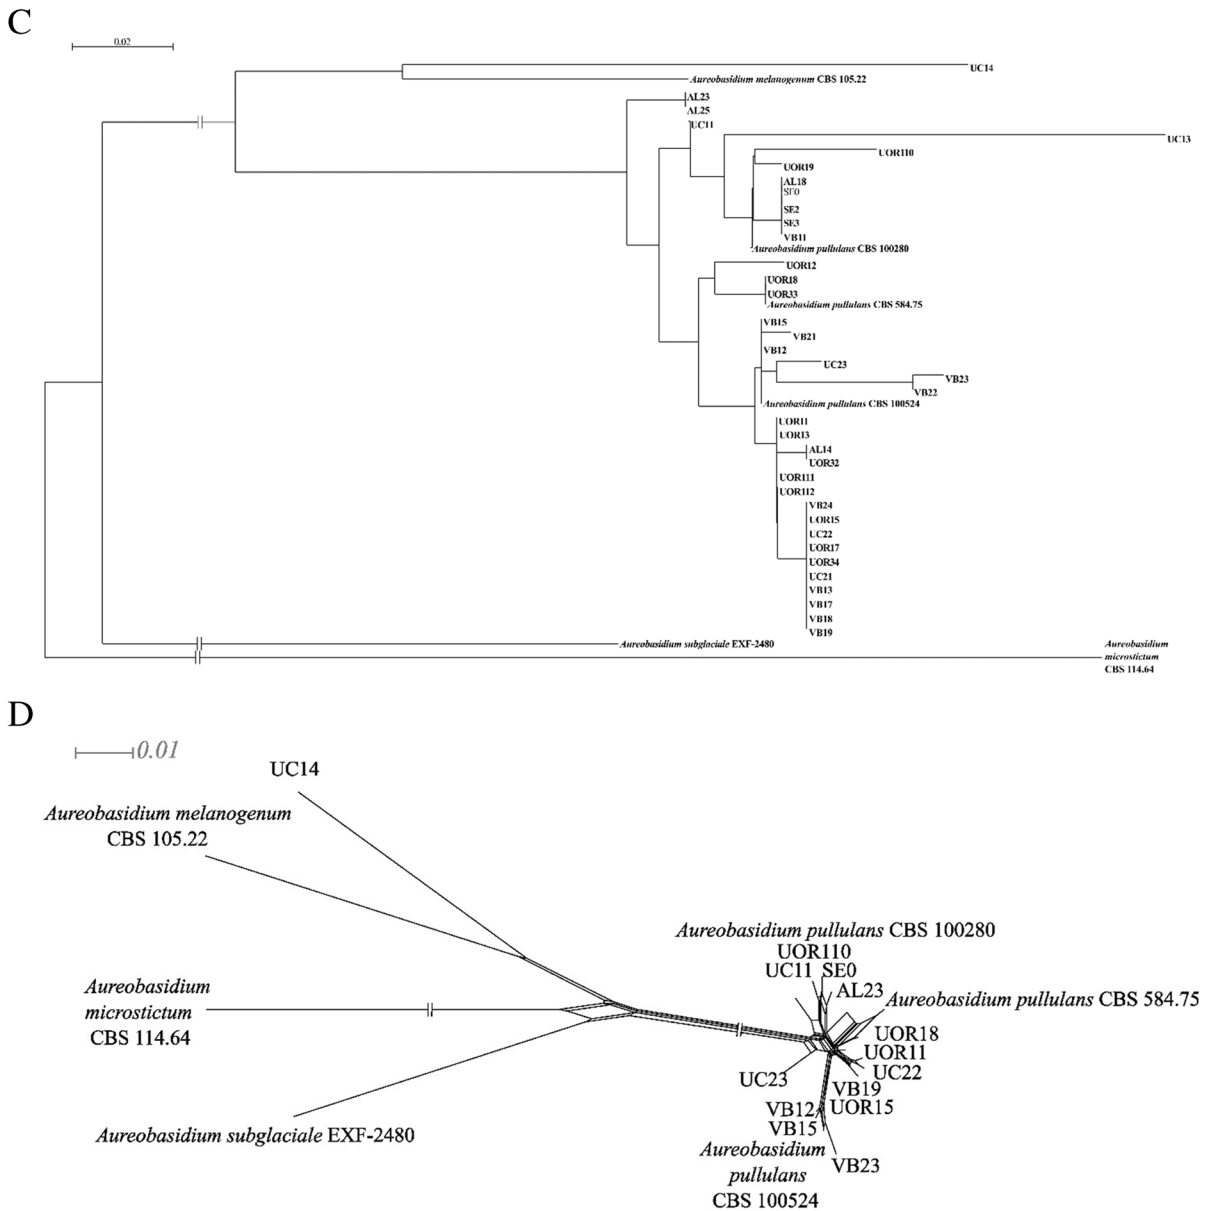 C
0.02
UC14
Aureobasidium melanogenum CBS 105.22
AL23
AL25
UC11
UC13
UOR110
UOR19
AL18
SE0
SE2
SE3
VB11
Aureobasidium pullulans CBS 100280
UOR12
UOR18
UOR33
Aureobasidium pullulans CBS 584.75
VB15
VB21
VB12
UC23
VB23
VB22
Aureobasidium pullulans CBS 100524
UOR11
UOR13
AL14
UOR32
UOR111
UOR112
VB24
UOR15
UC22
UOR17
UOR34
UC21
VB13
VB17
VB18
VB19
Aureobasidium subglaciale EXF-2480
Aureobasidium
microstictum
CBS 114.64
D
0.01
UC14
Aureobasidium melanogenum
CBS 105.22
Aureobasidium pullulans CBS 100280
UOR110
UC11 SE0
AL23
Aureobasidium
microstictum
CBS 114.64
Aureobasidium pullulans CBS 584.75
UOR18
UOR11
UC22
UC23
VB19
VB12 UOR15
VB15
Aureobasidium subglaciale EXF-2480
Aureobasidium
pullulans
CBS 100524
VB23